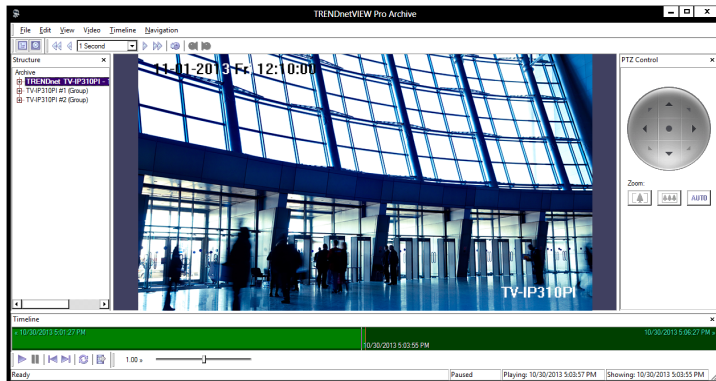 TRENDnetVIEW Pro Archive
File Edit View Video Timeline Navigation
1 Second
Structure
PTZ Control
Archive
TRENDnet TV-IP310PI -
TV-IP310PI #1 (Group)
TV-IP310PI #2 (Group)
11-01-2013 Fr. 12:10:00
Zoom:
AUTO
TV-IP310PI
Timeline
10/30/2013 5:01:27 PM
10/30/2013 5:06:27 PM
10/30/2013 5:03:55 PM
1.00 x
Ready
Paused
Playing: 10/30/2013 5:03:57 PM
Showing: 10/30/2013 5:03:55 PM